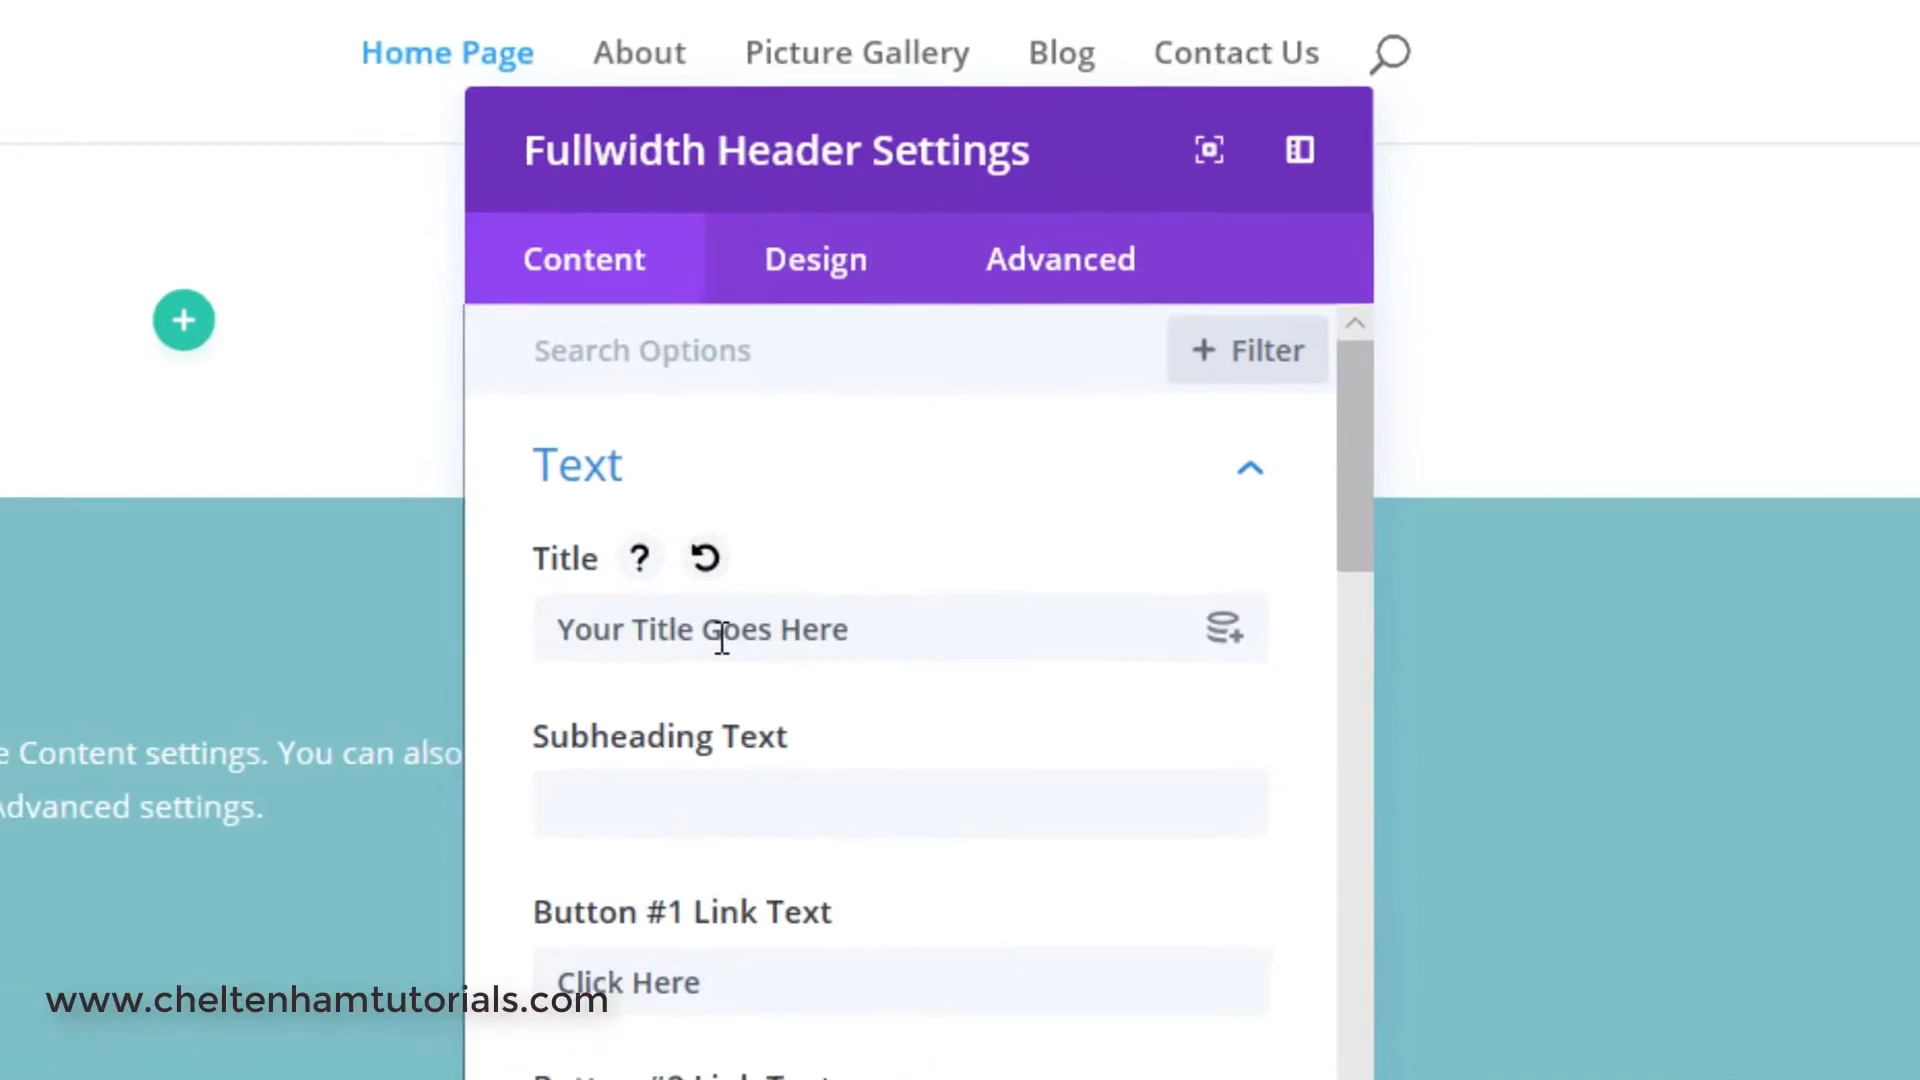 Home Page About Picture Gallery Blog Contact Us
Fullwidth Header Settings
Content Design Advanced
Search Options + Filter
Text
Title ?
Your Title Goes Here
Subheading Text
e Content settings. You can also
Advanced settings.
Button #1 Link Text
Click Here
www.cheltenhamtutorials.com